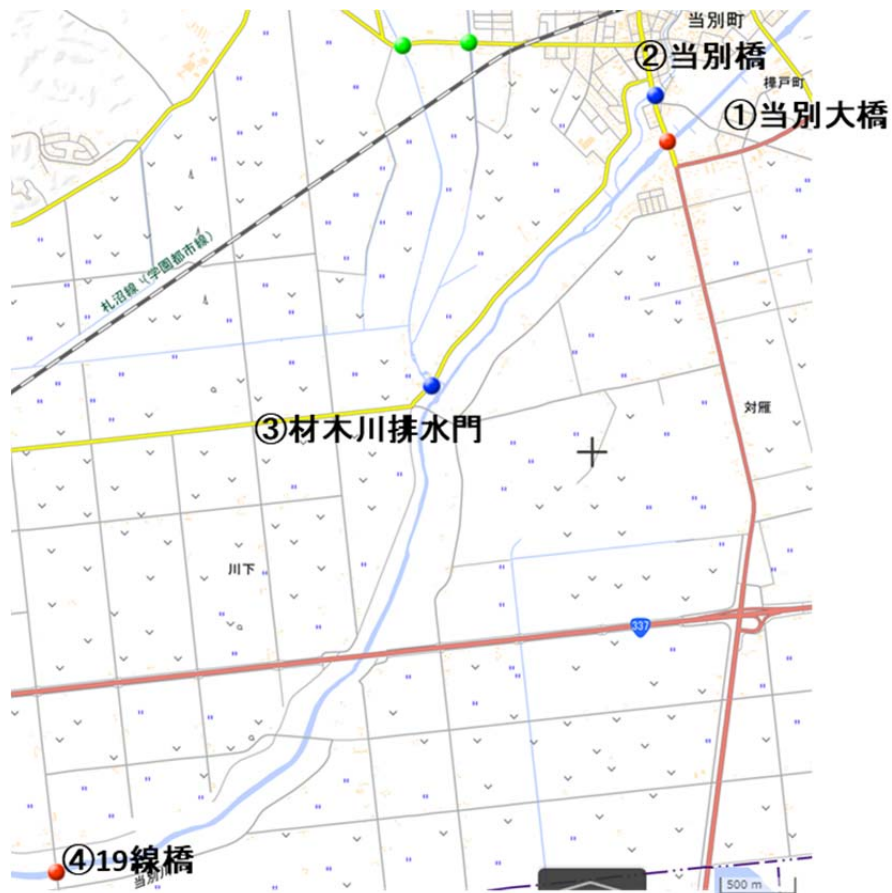 当別町
②当別橋
樺戸町
①当別大橋
札沼線(学園都市線)
対雁
③材木川排水門
川下
337
④19線橋
当別川
500 m